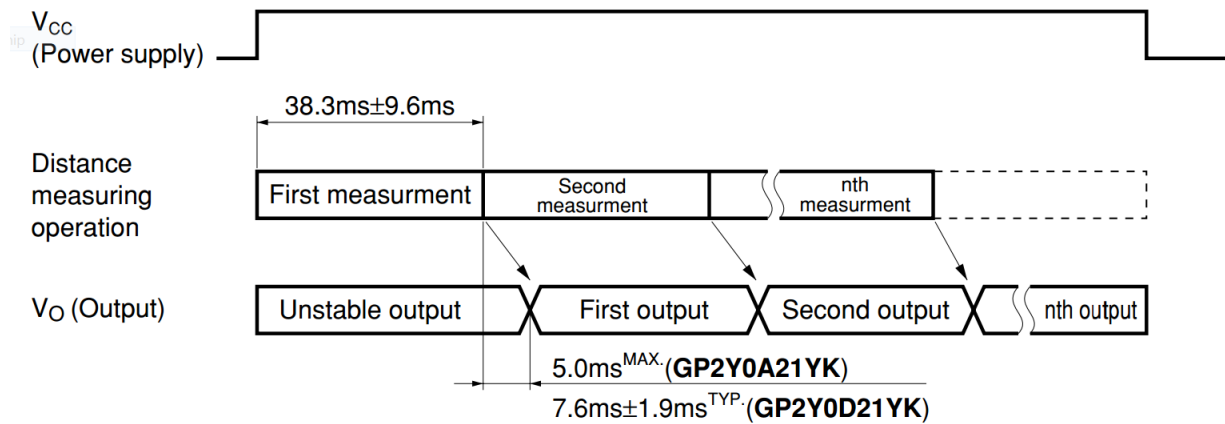 VCC
(Power supply)
38.3ms±9.6ms
Distance
measuring
operation
First measurment
Second
measurment
nth
measurment
VO (Output)
Unstable output
First output
Second output
nth output
5.0msMAX.(GP2Y0A21YK)
7.6ms±1.9msTYP.(GP2Y0D21YK)